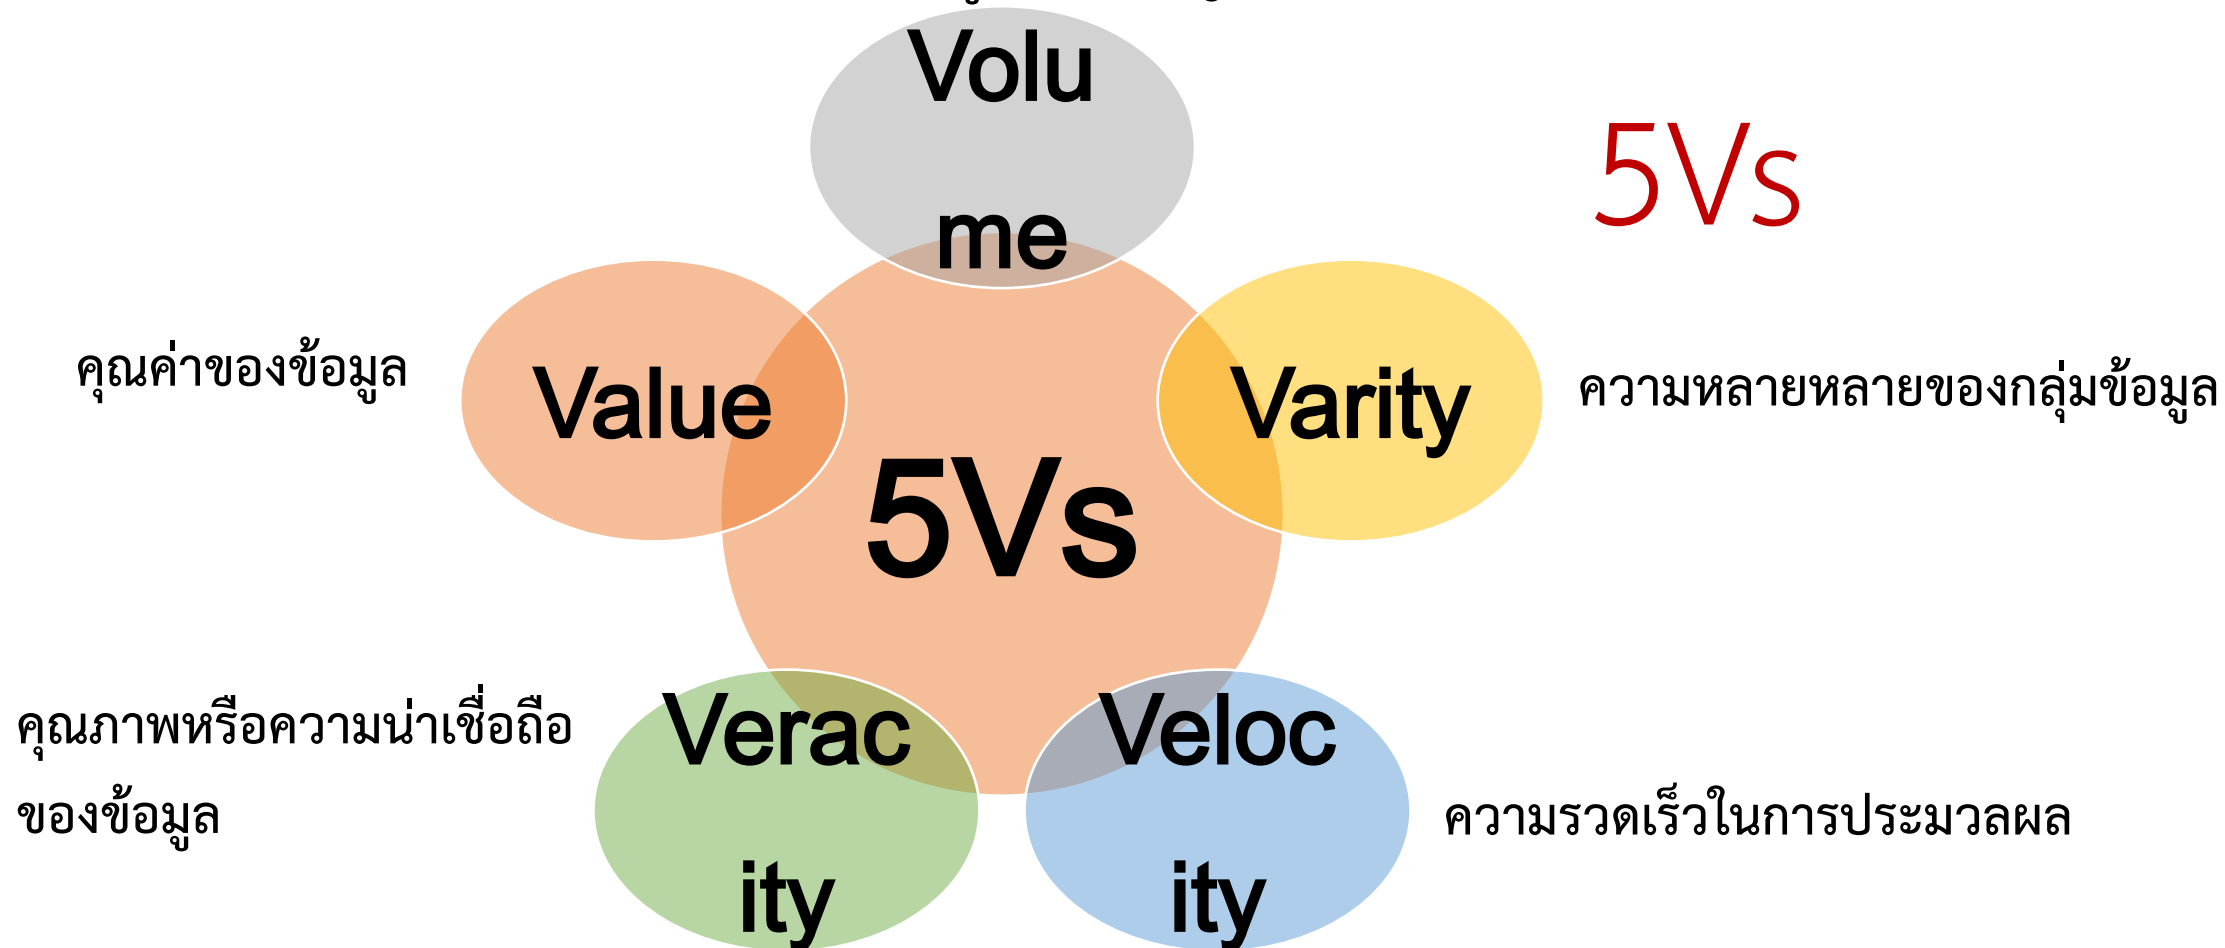 Volu
me
5Vs
คุณค่าของข้อมูล
Value
Varity
ความหลายหลายของกลุ่มข้อมูล
5Vs
คุณภาพหรือความน่าเชื่อถือ
ของข้อมูล
Verac
ity
Veloc
ity
ความรวดเร็วในการประมวลผล